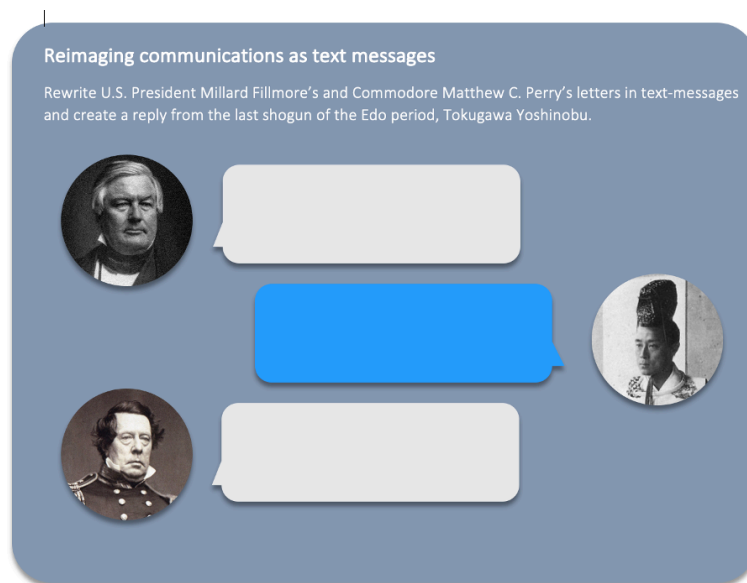 Reimaging communications as text messages
Rewrite U.S. President Millard Fillmore’s and Commodore Matthew C. Perry’s letters in text-messages
and create a reply from the last shogun of the Edo period, Tokugawa Yoshinobu.